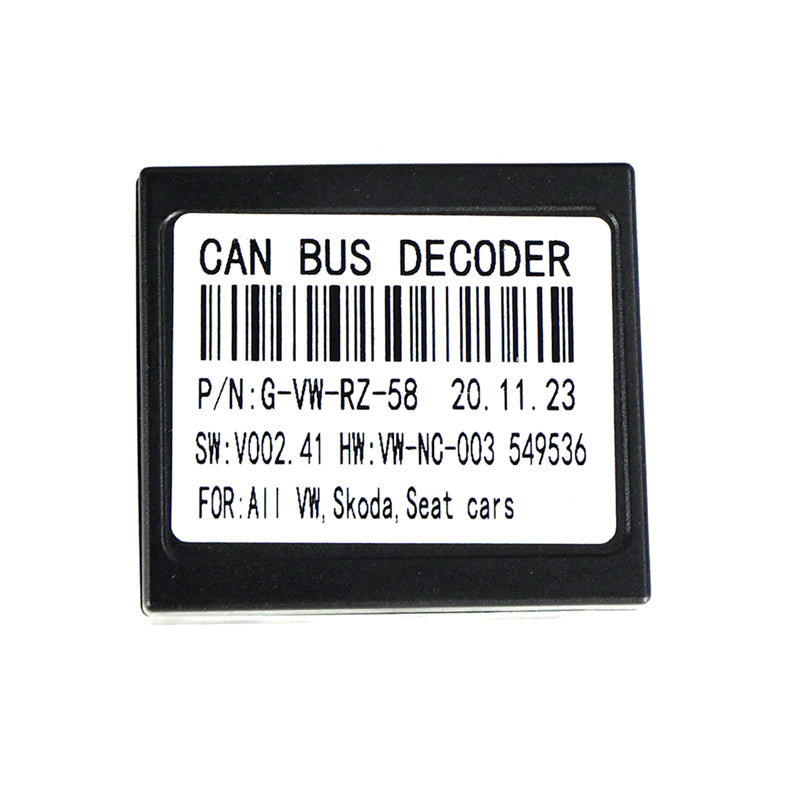 CAN BUS DECODER
P/N:G-VW-RZ-58 20.11.23
SW:V002.41 HW:VW-NC-003 549536
FOR:All VW,Skoda,Seat cars